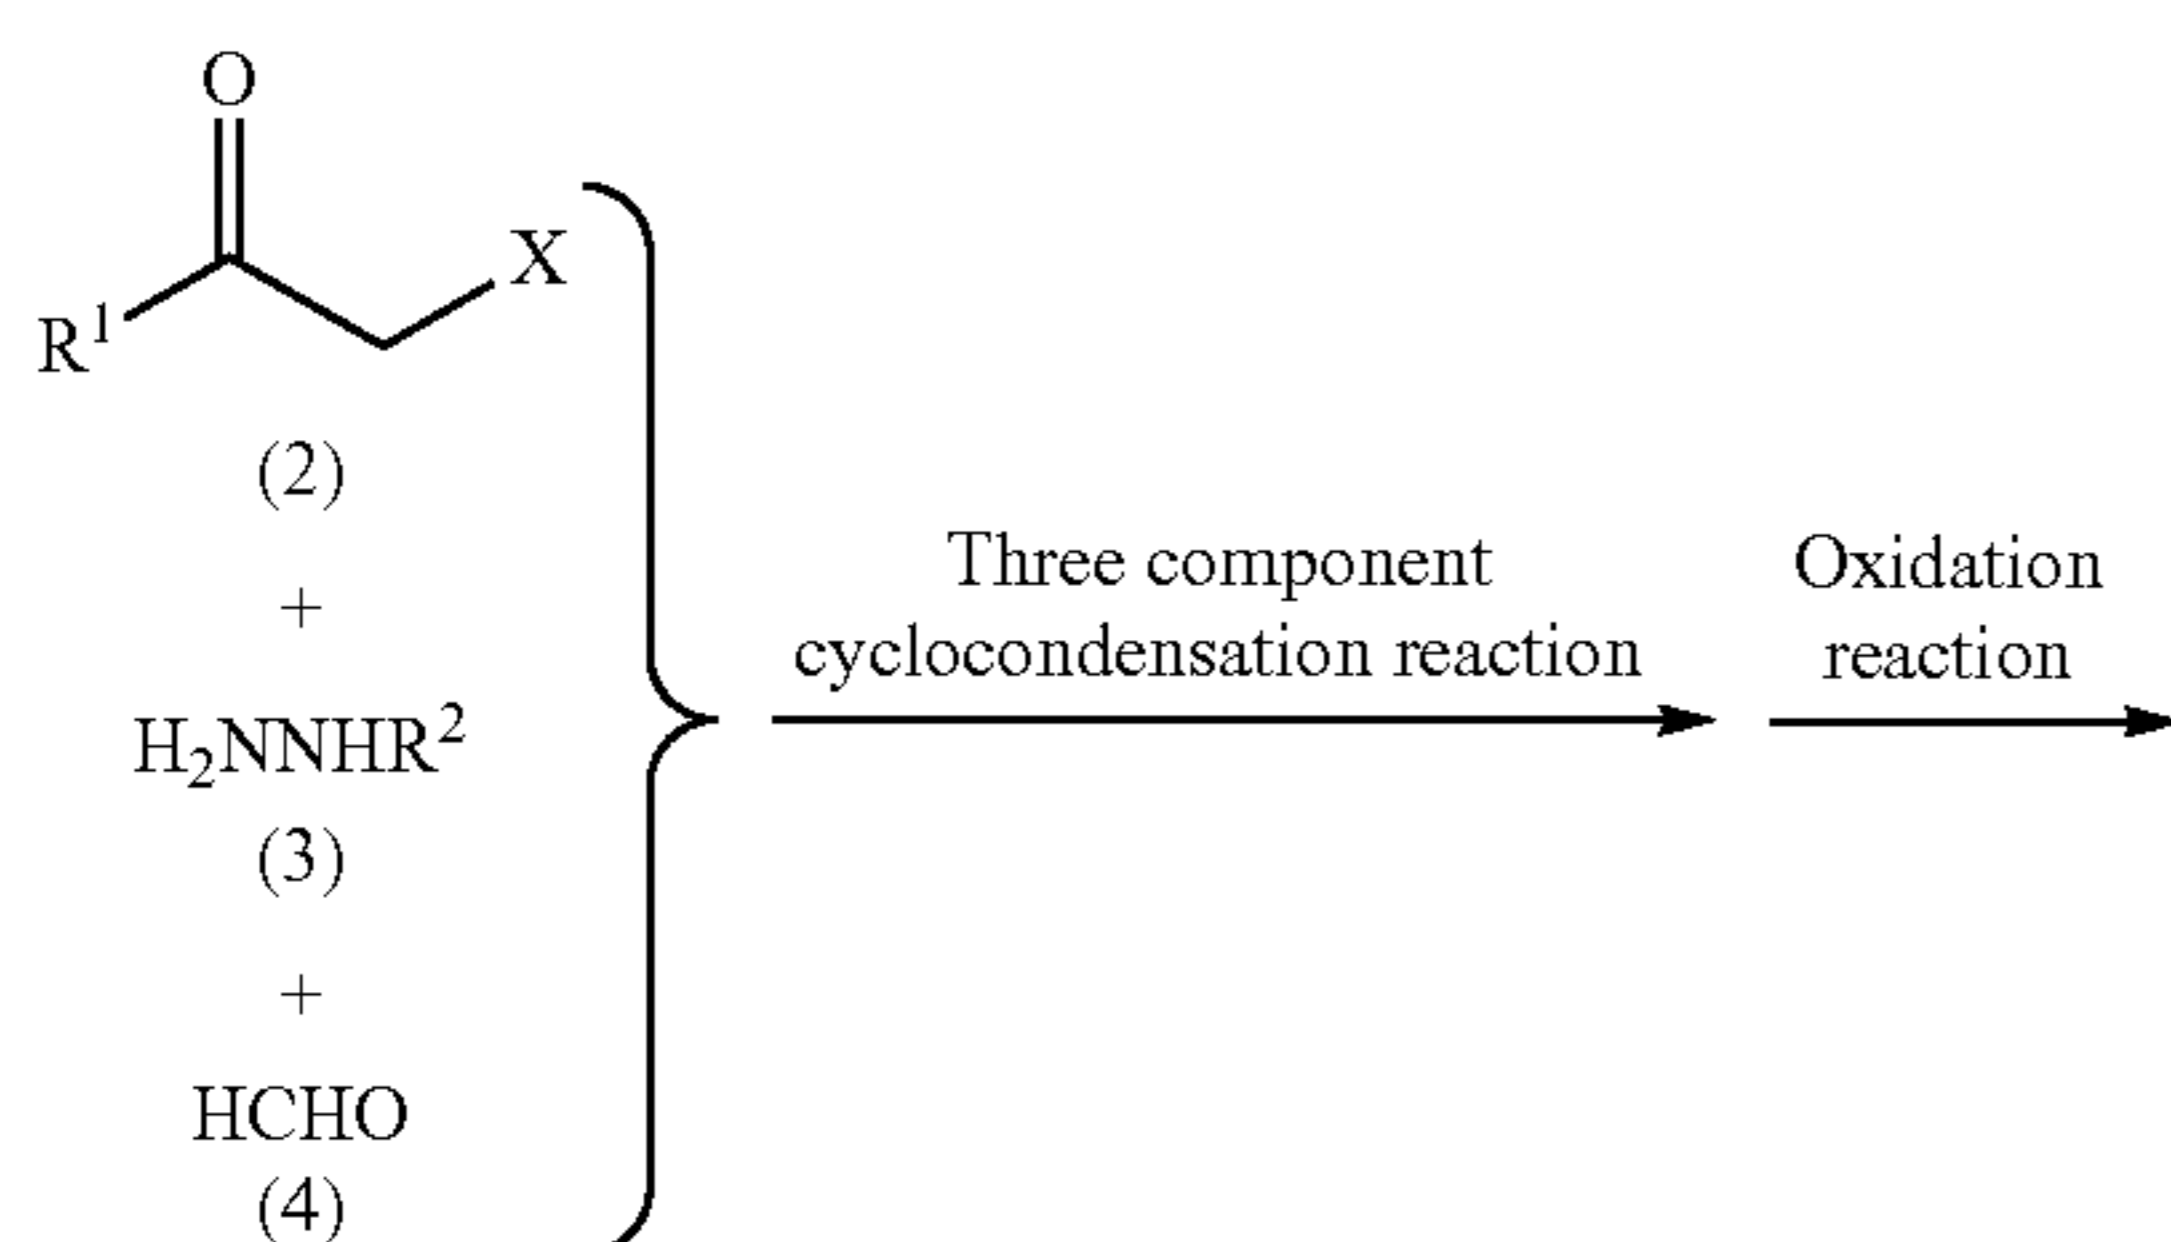 O
X
R¹
(2)
+
H₂NNHR²
(3)
+
HCHO
(4)
Three component
cyclocondensation reaction
Oxidation
reaction